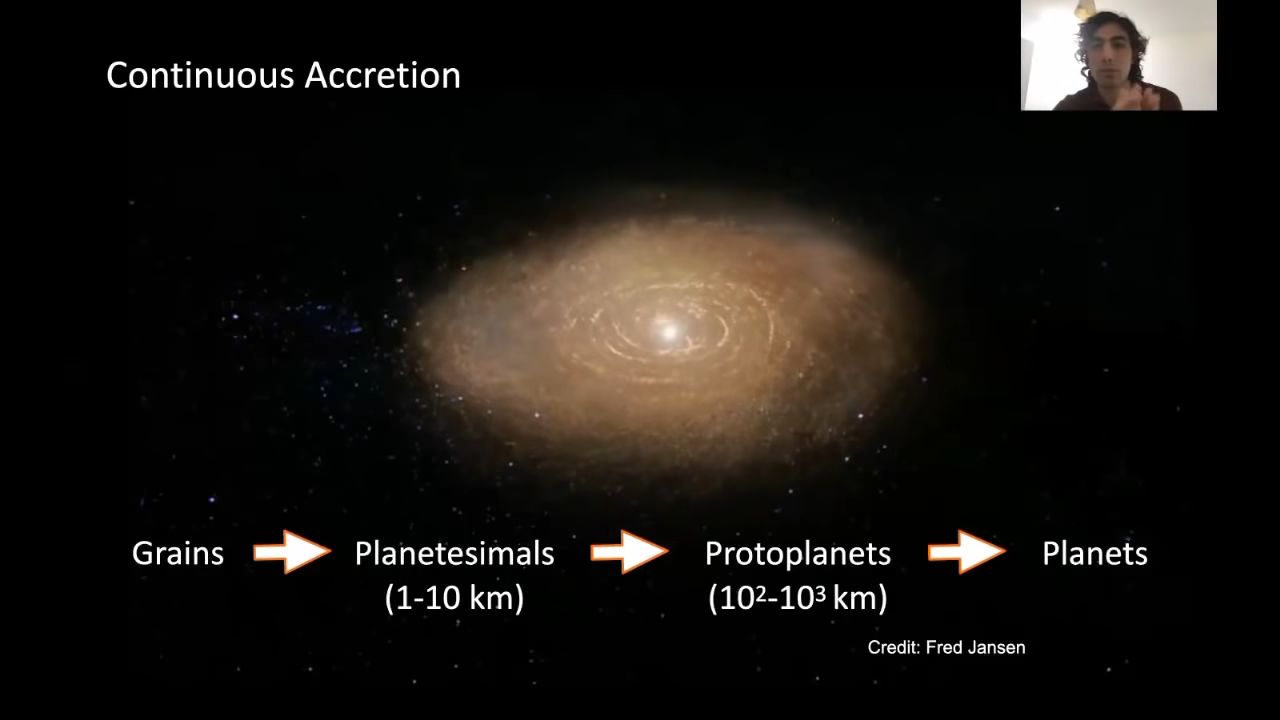 Continuous Accretion
Grains Planetesimals Protoplanets Planets
(1-10 km) (10²-10³ km)
Credit: Fred Jansen